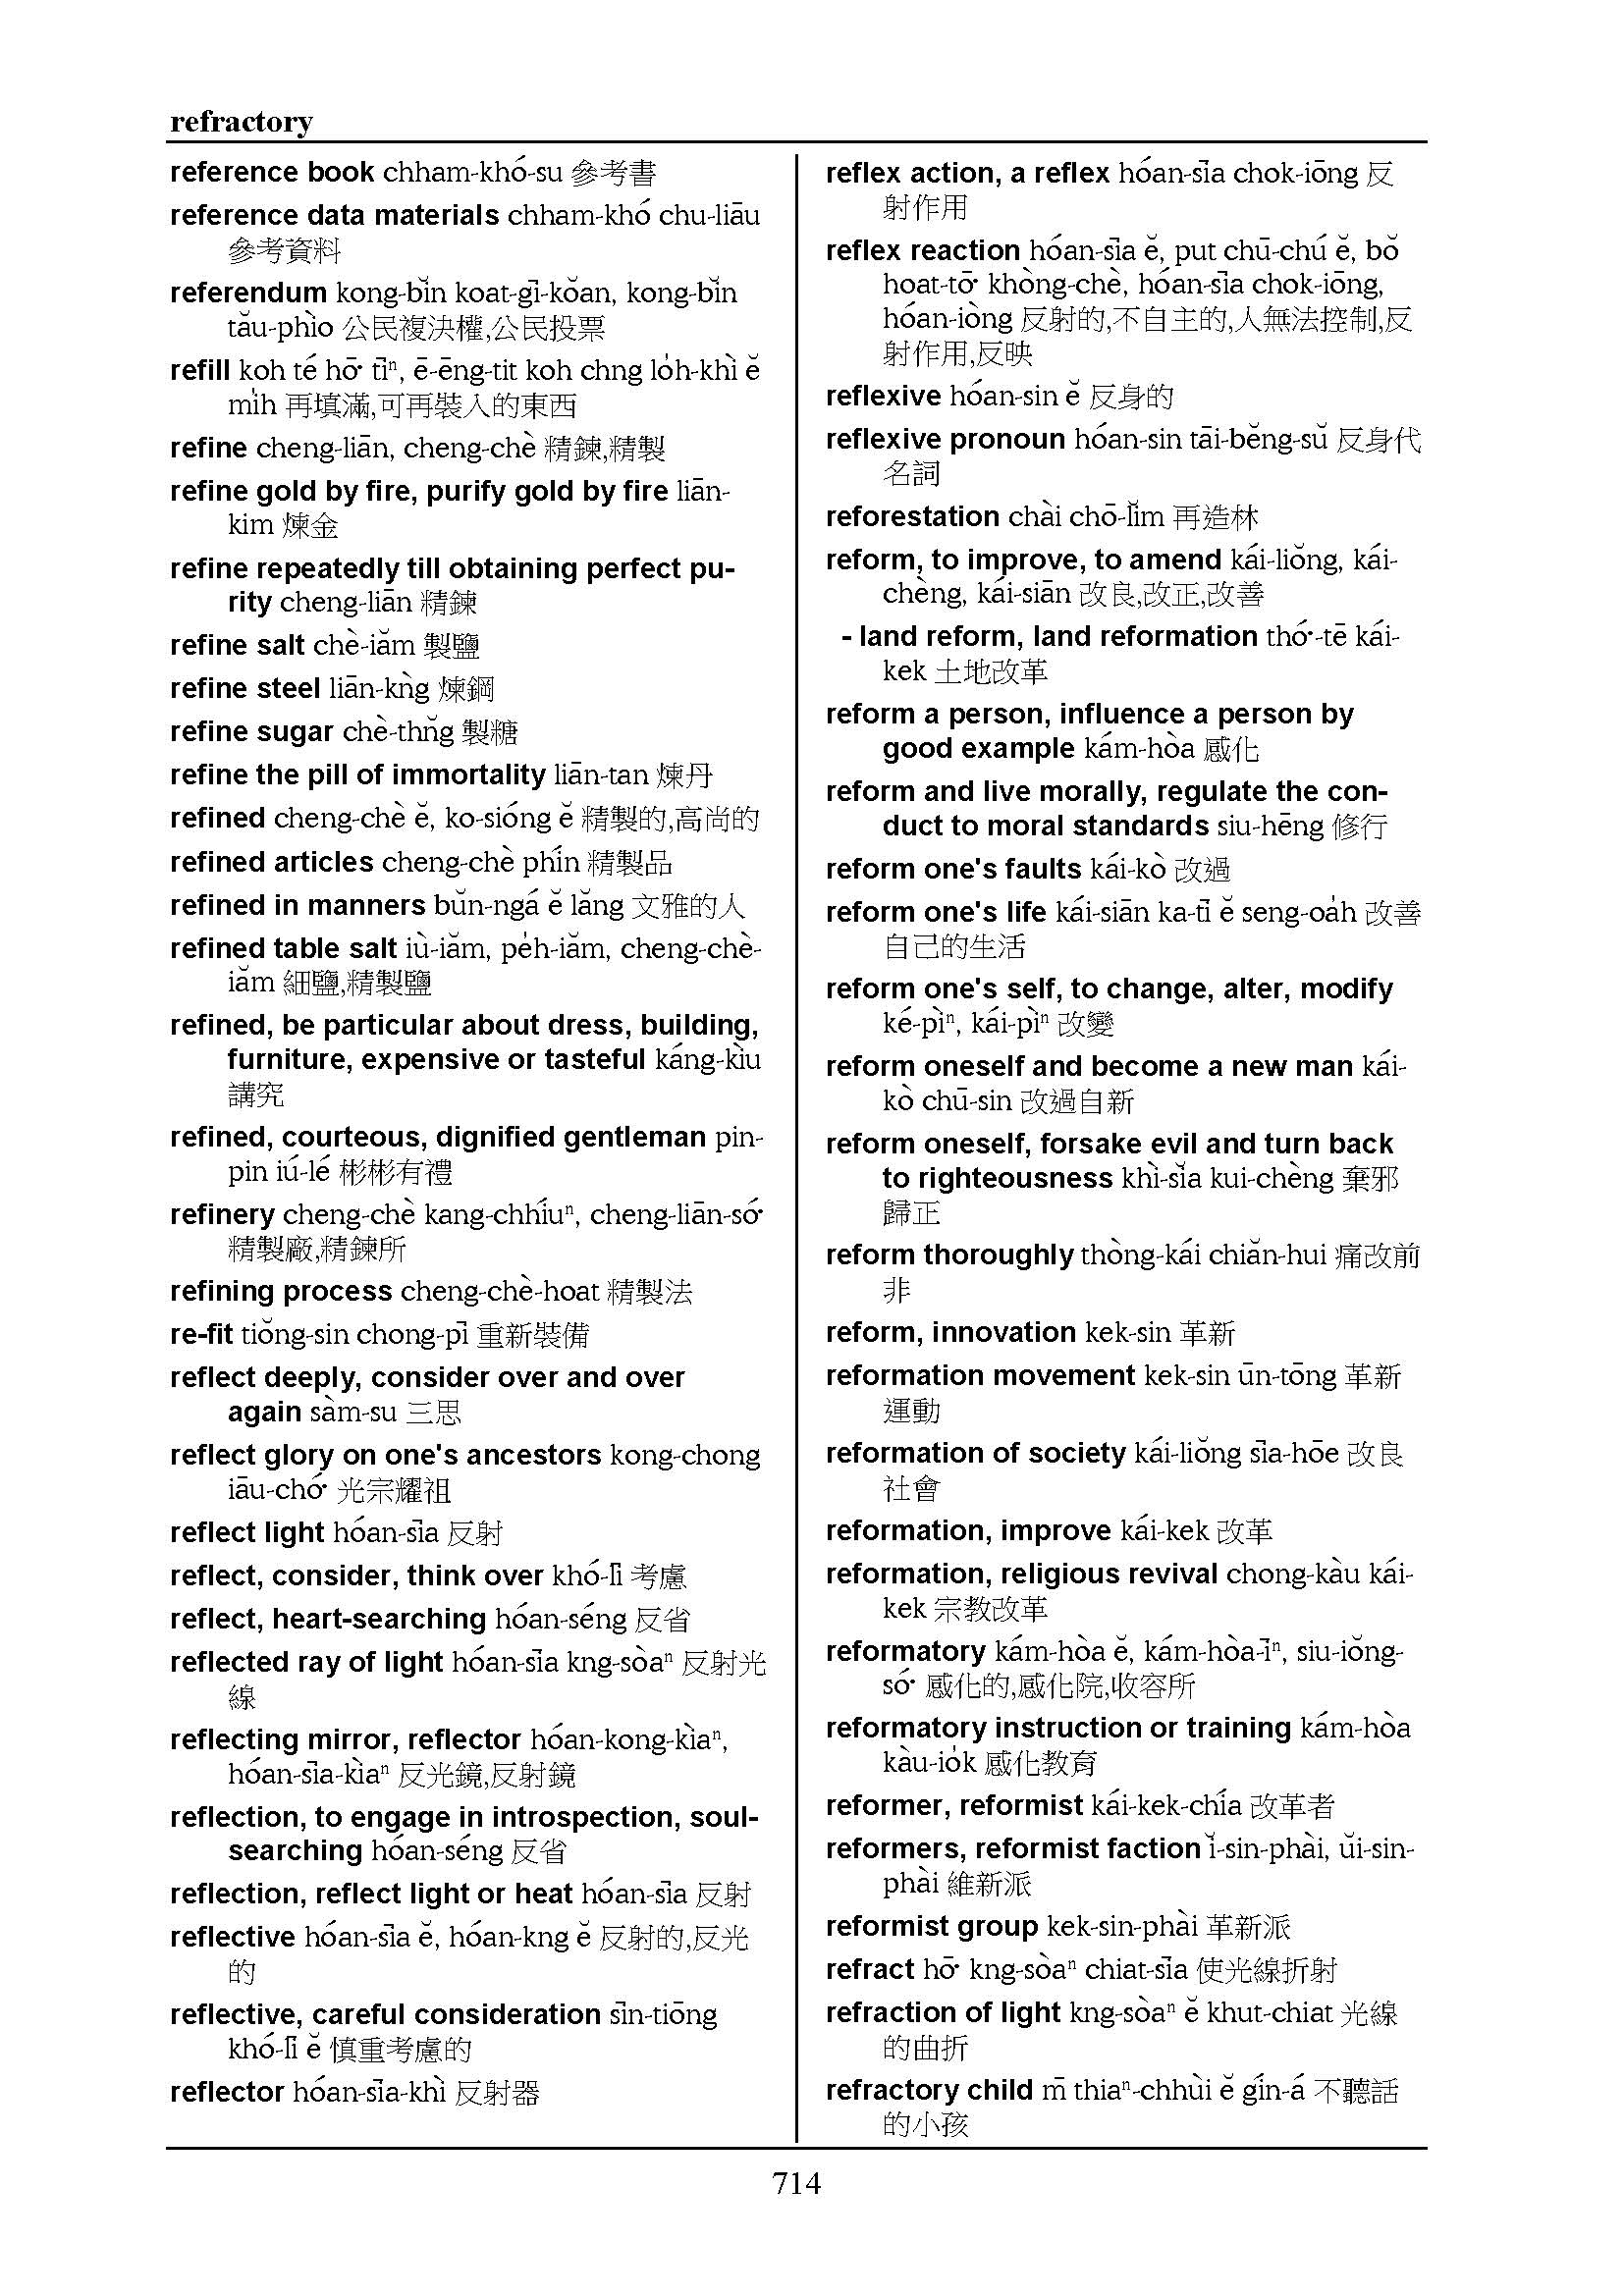 refractory
reference book chham-khó-su 參考書
reference data materials chham-khó chu-liāu
參考資料
referendum kong-bĭn koat-gī-kŏan, kong-bĭn
tău-phìo 公民複決權,公民投票
refill koh té hō͘ tīⁿ, ē-ēng-tit koh chng lo̍h-khì ĕ
mi̍h 再填滿,可再裝入的東西
refine cheng-liān, cheng-chè 精鍊,精製
refine gold by fire, purify gold by fire liān-
kim 煉金
refine repeatedly till obtaining perfect pu-
rity cheng-liān 精鍊
refine salt chè-iăm 製鹽
refine steel liān-kǹg 煉鋼
refine sugar chè-thn̆g 製糖
refine the pill of immortality liān-tan 煉丹
refined cheng-chè ĕ, ko-sióng ĕ 精製的,高尚的
refined articles cheng-chè phín 精製品
refined in manners bŭn-ngá ĕ lăng 文雅的人
refined table salt iù-iăm, pe̍h-iăm, cheng-chè-
iăm 細鹽,精製鹽
refined, be particular about dress, building,
furniture, expensive or tasteful káng-kìu
講究
refined, courteous, dignified gentleman pin-
pin iú-lé 彬彬有禮
refinery cheng-chè kang-chhíuⁿ, cheng-liān-só͘
精製廠,精鍊所
refining process cheng-chè-hoat 精製法
re-fit tiŏng-sin chong-pī 重新裝備
reflect deeply, consider over and over
again sàm-su 三思
reflect glory on one's ancestors kong-chong
iāu-chó͘ 光宗耀祖
reflect light hóan-sīa 反射
reflect, consider, think over khó-lī 考慮
reflect, heart-searching hóan-séng 反省
reflected ray of light hóan-sīa kng-sòaⁿ 反射光
線
reflecting mirror, reflector hóan-kong-kìaⁿ,
hóan-sīa-kìaⁿ 反光鏡,反射鏡
reflection, to engage in introspection, soul-
searching hóan-séng 反省
reflection, reflect light or heat hóan-sīa 反射
reflective hóan-sīa ĕ, hóan-kng ĕ 反射的,反光
的
reflective, careful consideration sīn-tiōng
khó-lī ĕ 慎重考慮的
reflector hóan-sīa-khì 反射器
reflex action, a reflex hóan-sīa chok-iōng 反
射作用
reflex reaction hóan-sīa ĕ, put chū-chú ĕ, bŏ
hoat-tō͘ khòng-chè, hóan-sīa chok-iōng,
hóan-iòng 反射的,不自主的,人無法控制,反
射作用,反映
reflexive hóan-sin ĕ 反身的
reflexive pronoun hóan-sin tāi-bĕng-sŭ 反身代
名詞
reforestation chài chō-lĭm 再造林
reform, to improve, to amend kái-liŏng, kái-
chèng, kái-siān 改良,改正,改善
- land reform, land reformation thó͘-tē kái-
kek 土地改革
reform a person, influence a person by
good example kám-hòa 感化
reform and live morally, regulate the con-
duct to moral standards siu-hēng 修行
reform one's faults kái-kò 改過
reform one's life kái-siān ka-tī ĕ seng-oa̍h 改善
自己的生活
reform one's self, to change, alter, modify
ké-pìⁿ, kái-pìⁿ 改變
reform oneself and become a new man kái-
kò chū-sin 改過自新
reform oneself, forsake evil and turn back
to righteousness khì-sĭa kui-chèng 棄邪
歸正
reform thoroughly thòng-kái chiăn-hui 痛改前
非
reform, innovation kek-sin 革新
reformation movement kek-sin ūn-tōng 革新
運動
reformation of society kái-liŏng sīa-hōe 改良
社會
reformation, improve kái-kek 改革
reformation, religious revival chong-kàu kái-
kek 宗教改革
reformatory kám-hòa ĕ, kám-hòa-īⁿ, siu-iŏng-
só͘ 感化的,感化院,收容所
reformatory instruction or training kám-hòa
kàu-io̍k 感化教育
reformer, reformist kái-kek-chía 改革者
reformers, reformist faction ĭ-sin-phài, ŭi-sin-
phài 維新派
reformist group kek-sin-phài 革新派
refract hō͘ kng-sòaⁿ chiat-sīa 使光線折射
refraction of light kng-sòaⁿ ĕ khut-chiat 光線
的曲折
refractory child m̄ thiaⁿ-chhùi ĕ gín-á 不聽話
的小孩
714